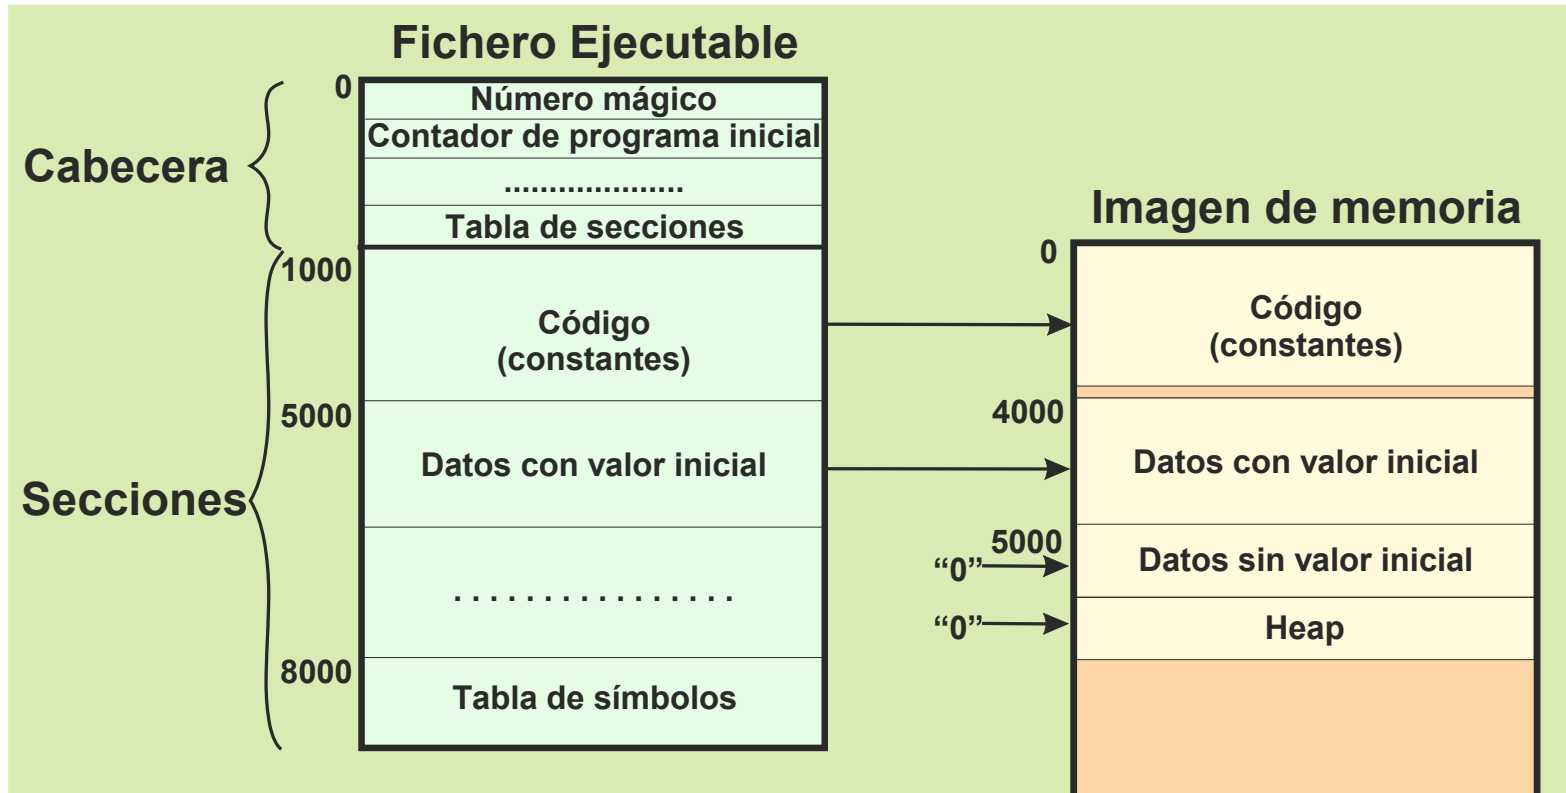 Fichero Ejecutable
Cabecera
0
Número mágico
Contador de programa inicial
....................
Tabla de secciones
Secciones
1000
Código
(constantes)
5000
Datos con valor inicial
. . . . . . . . . . . . . . . .
8000
Tabla de símbolos
Imagen de memoria
0
Código
(constantes)
4000
Datos con valor inicial
5000
“0”
Datos sin valor inicial
“0”
Heap